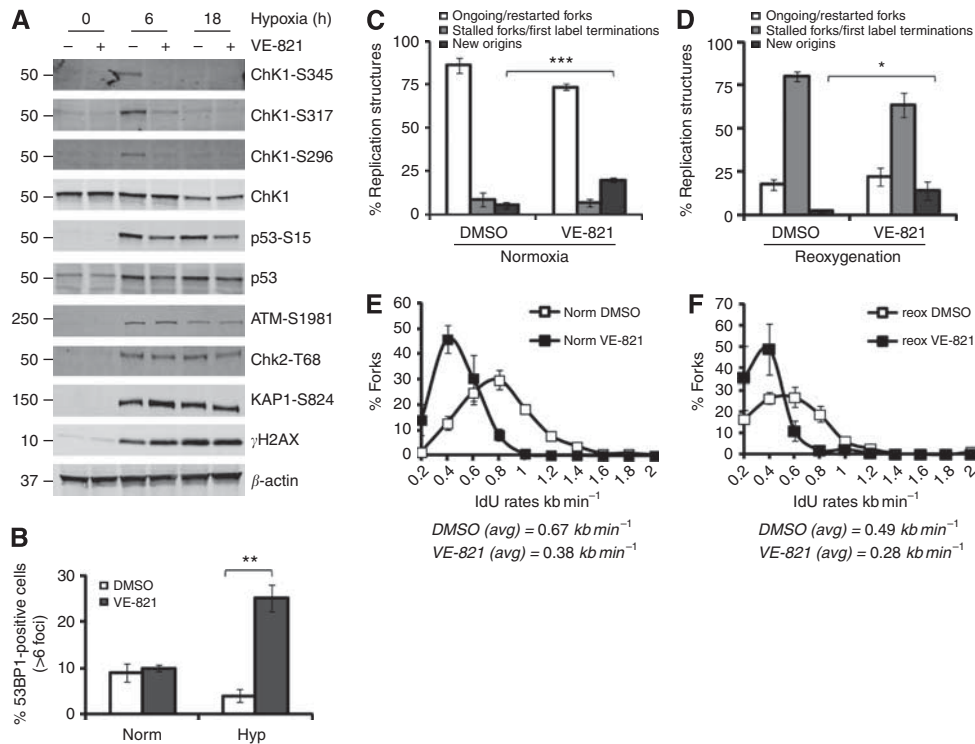 A
0 6 18 Hypoxia (h)
– + – + – + VE-821
50 ChK1-S345
50 ChK1-S317
50 ChK1-S296
50 ChK1
50 p53-S15
50 p53
250 ATM-S1981
50 Chk2-T68
150 KAP1-S824
10 γH2AX
37 β-actin
B
% 53BP1-positive cells
(>6 foci)
30
20
10
0
DMSO
VE-821
**
Norm Hyp
C
Ongoing/restarted forks
Stalled forks/first label terminations
New origins
% Replication structures
100
75
50
25
0
***
DMSO VE-821
Normoxia
D
Ongoing/restarted forks
Stalled forks/first label terminations
New origins
% Replication structures
100
75
50
25
0
*
DMSO VE-821
Reoxygenation
E
% Forks
60
50
40
30
20
10
0
Norm DMSO
Norm VE-821
0.2 0.4 0.6 0.8 1 1.2 1.4 1.6 1.8 2
IdU rates kb min⁻¹
DMSO (avg) = 0.67 kb min⁻¹
VE-821 (avg) = 0.38 kb min⁻¹
F
% Forks
70
60
50
40
30
20
10
0
reox DMSO
reox VE-821
0.2 0.4 0.6 0.8 1 1.2 1.4 1.6 1.8 2
IdU rates kb min⁻¹
DMSO (avg) = 0.49 kb min⁻¹
VE-821 (avg) = 0.28 kb min⁻¹